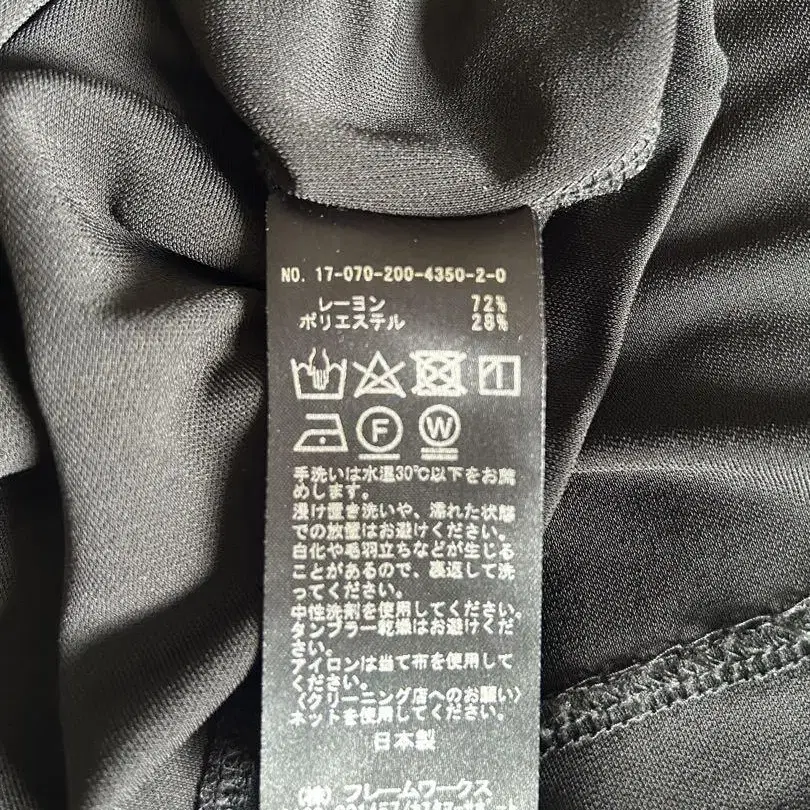 NO. 17-070-200-4350-2-0
レーヨン 72%
ポリエステル 28%
F W
手洗いは水温30℃以下をお薦
めします。
浸け置き洗いや、濡れた状態
での放置はお避けください。
白化や毛羽立ちなどが生じる
ことがあるので、裏返して洗
ってください。
中性洗剤を使用してください。
タンブラー乾燥はお避けくだ
さい。
アイロンは当て布を使用して
ください。
〈クリーニング店へのお願い〉
ネットを使用してください。
日本製
(株) フレームワークス